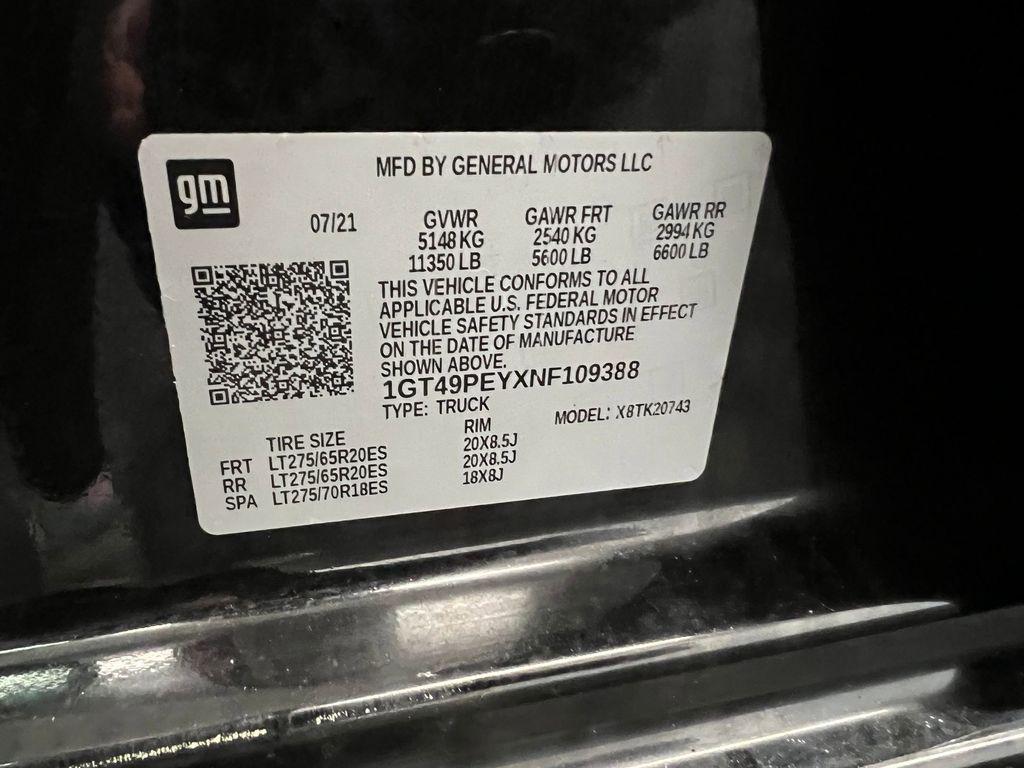 gm
MFD BY GENERAL MOTORS LLC
07/21
GVWR GAWR FRT GAWR RR
5148 KG 2540 KG 2994 KG
11350 LB 5600 LB 6600 LB
THIS VEHICLE CONFORMS TO ALL
APPLICABLE U.S. FEDERAL MOTOR
VEHICLE SAFETY STANDARDS IN EFFECT
ON THE DATE OF MANUFACTURE
SHOWN ABOVE.
1GT49PEYXNF109388
TYPE: TRUCK MODEL: X8TK20743
TIRE SIZE RIM
FRT LT275/65R20ES 20X8.5J
RR LT275/65R20ES 20X8.5J
SPA LT275/70R18ES 18X8J